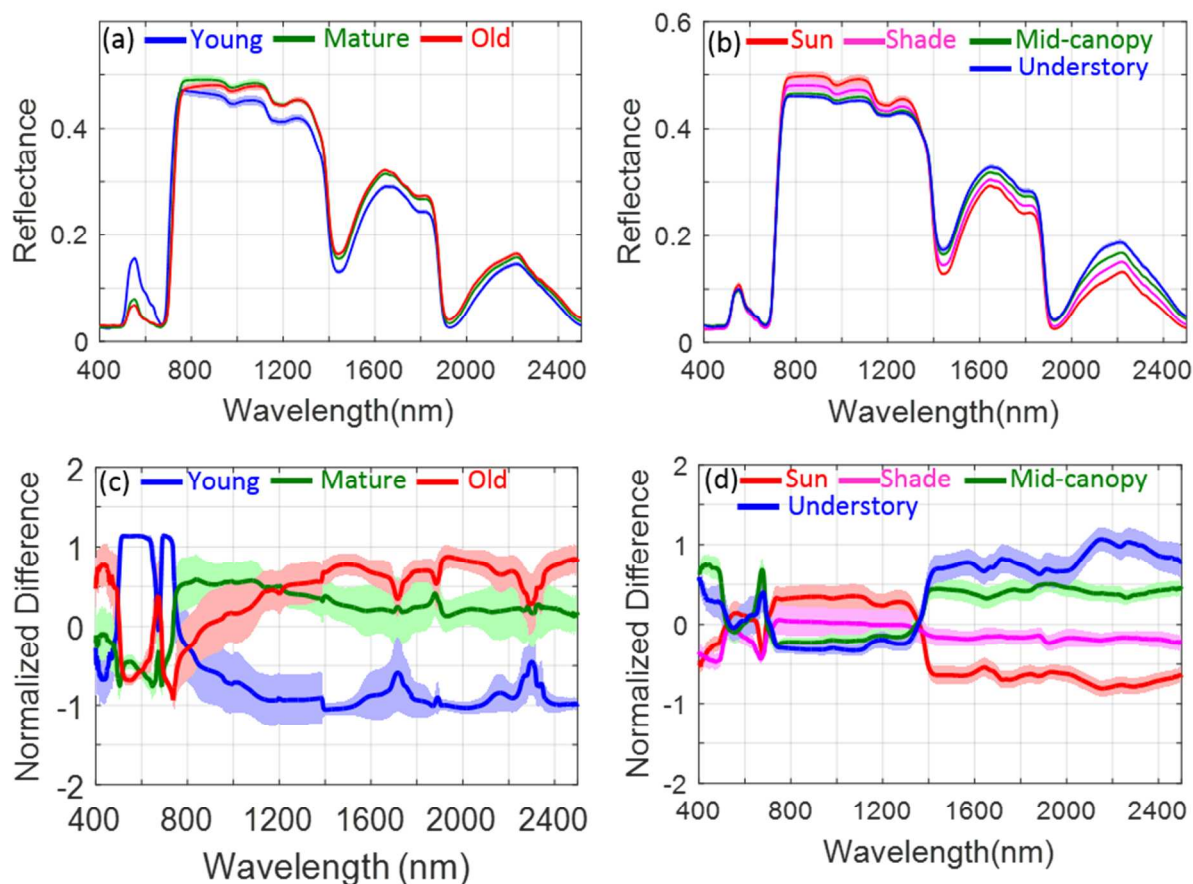 (a) Young Mature Old
Reflectance
0.4
0.2
0
400 800 1200 1600 2000 2400
Wavelength(nm)
(b) Sun Shade Mid-canopy
Understory
Reflectance
0.6
0.4
0.2
0
400 800 1200 1600 2000 2400
Wavelength(nm)
(c) Young Mature Old
Normalized Difference
2
1
0
-1
-2
400 800 1200 1600 2000 2400
Wavelength (nm)
(d) Sun Shade Mid-canopy
Understory
Normalized Difference
2
1
0
-1
-2
400 800 1200 1600 2000 2400
Wavelength(nm)